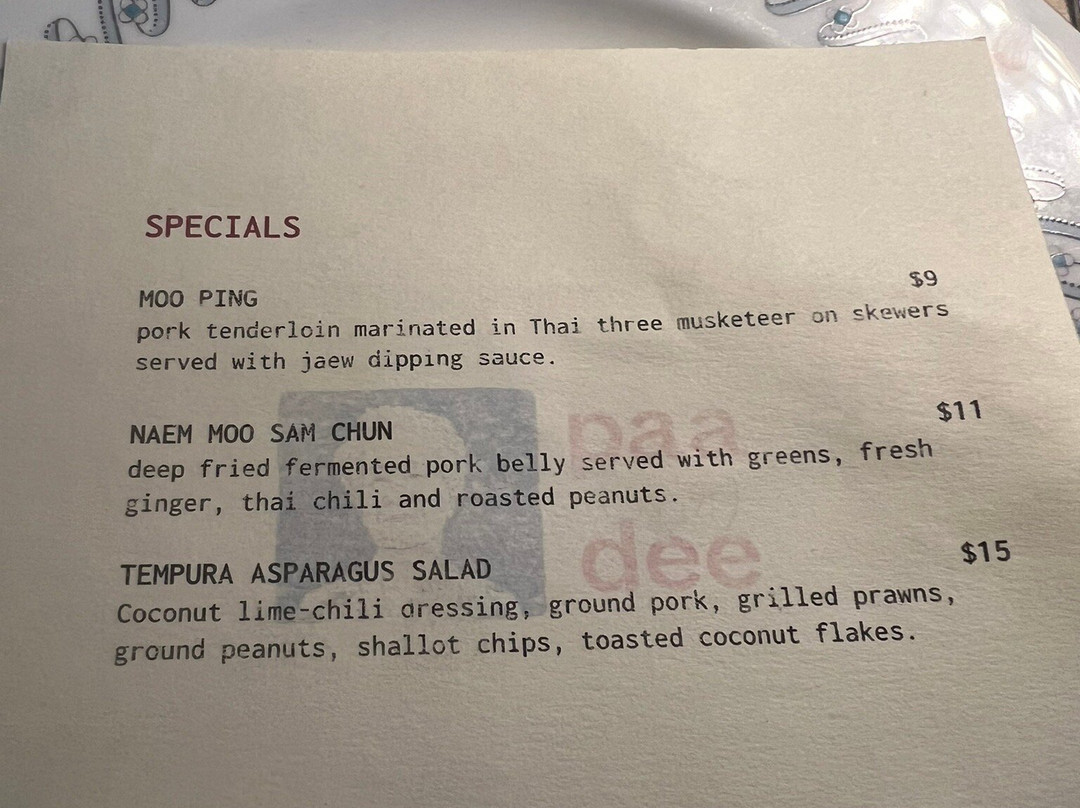 SPECIALS
MOO PING $9
pork tenderloin marinated in Thai three musketeer on skewers
served with jaew dipping sauce.
NAEM MOO SAM CHUN $11
deep fried fermented pork belly served with greens, fresh
ginger, thai chili and roasted peanuts.
TEMPURA ASPARAGUS SALAD $15
Coconut lime-chili dressing, ground pork, grilled prawns,
ground peanuts, shallot chips, toasted coconut flakes.
paa
dee